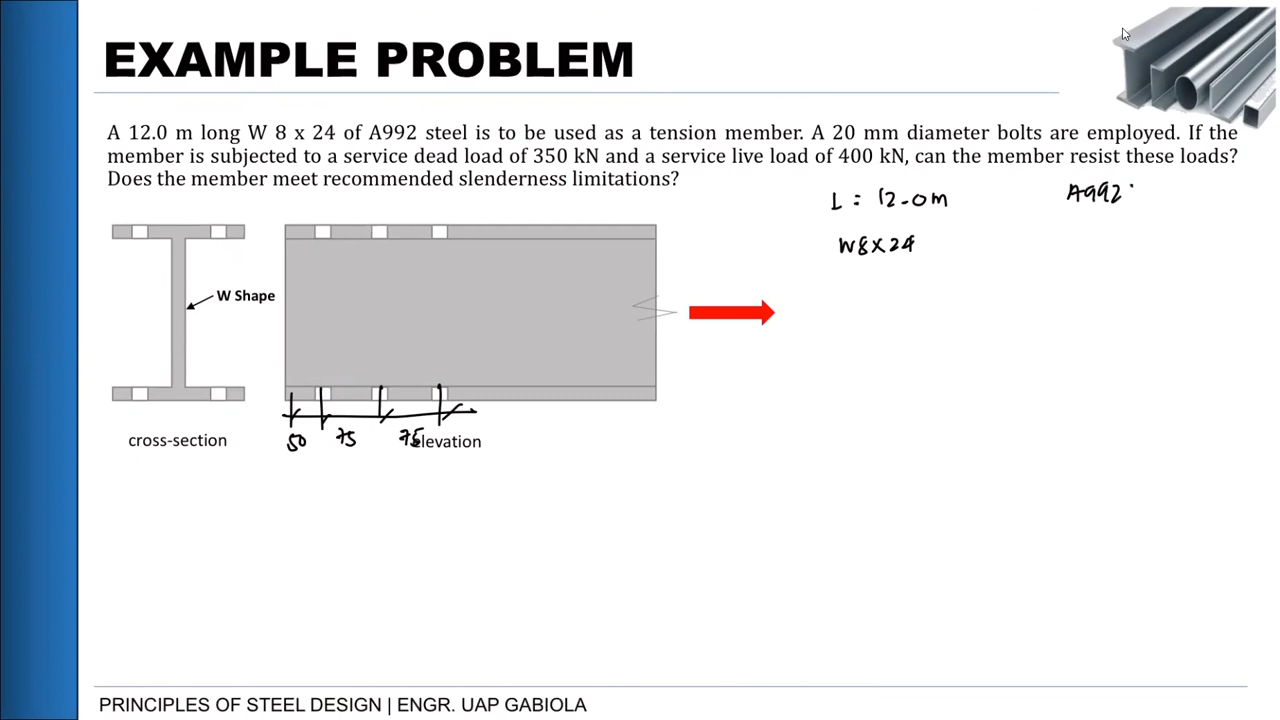 EXAMPLE PROBLEM
A 12.0 m long W 8 x 24 of A992 steel is to be used as a tension member. A 20 mm diameter bolts are employed. If the
member is subjected to a service dead load of 350 kN and a service live load of 400 kN, can the member resist these loads?
Does the member meet recommended slenderness limitations?
L = 12.0m
A992
W8X24
W Shape
50
75
75
cross-section
elevation
PRINCIPLES OF STEEL DESIGN | ENGR. UAP GABIOLA